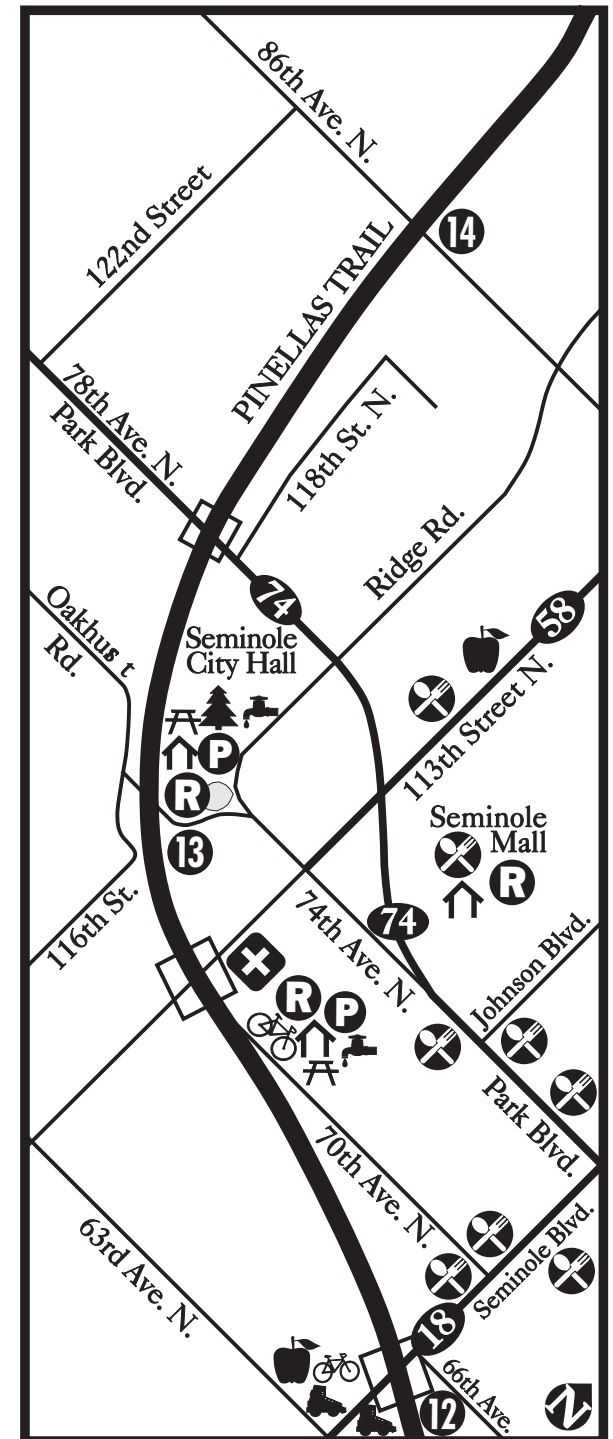 86th Ave. N.
122nd Street
14
PINELLAS TRAIL
78th Ave. N.
Park Blvd.
118th St. N.
Ridge Rd.
74
58
Oakhus t
Rd.
Seminole
City Hall
113th Street N.
P
R
13
Seminole
Mall
R
116th St.
74th Ave. N.
74
Johnson Blvd.
R
P
Park Blvd.
70th Ave. N.
63rd Ave. N.
Seminole Blvd.
18
66th Ave.
12
N